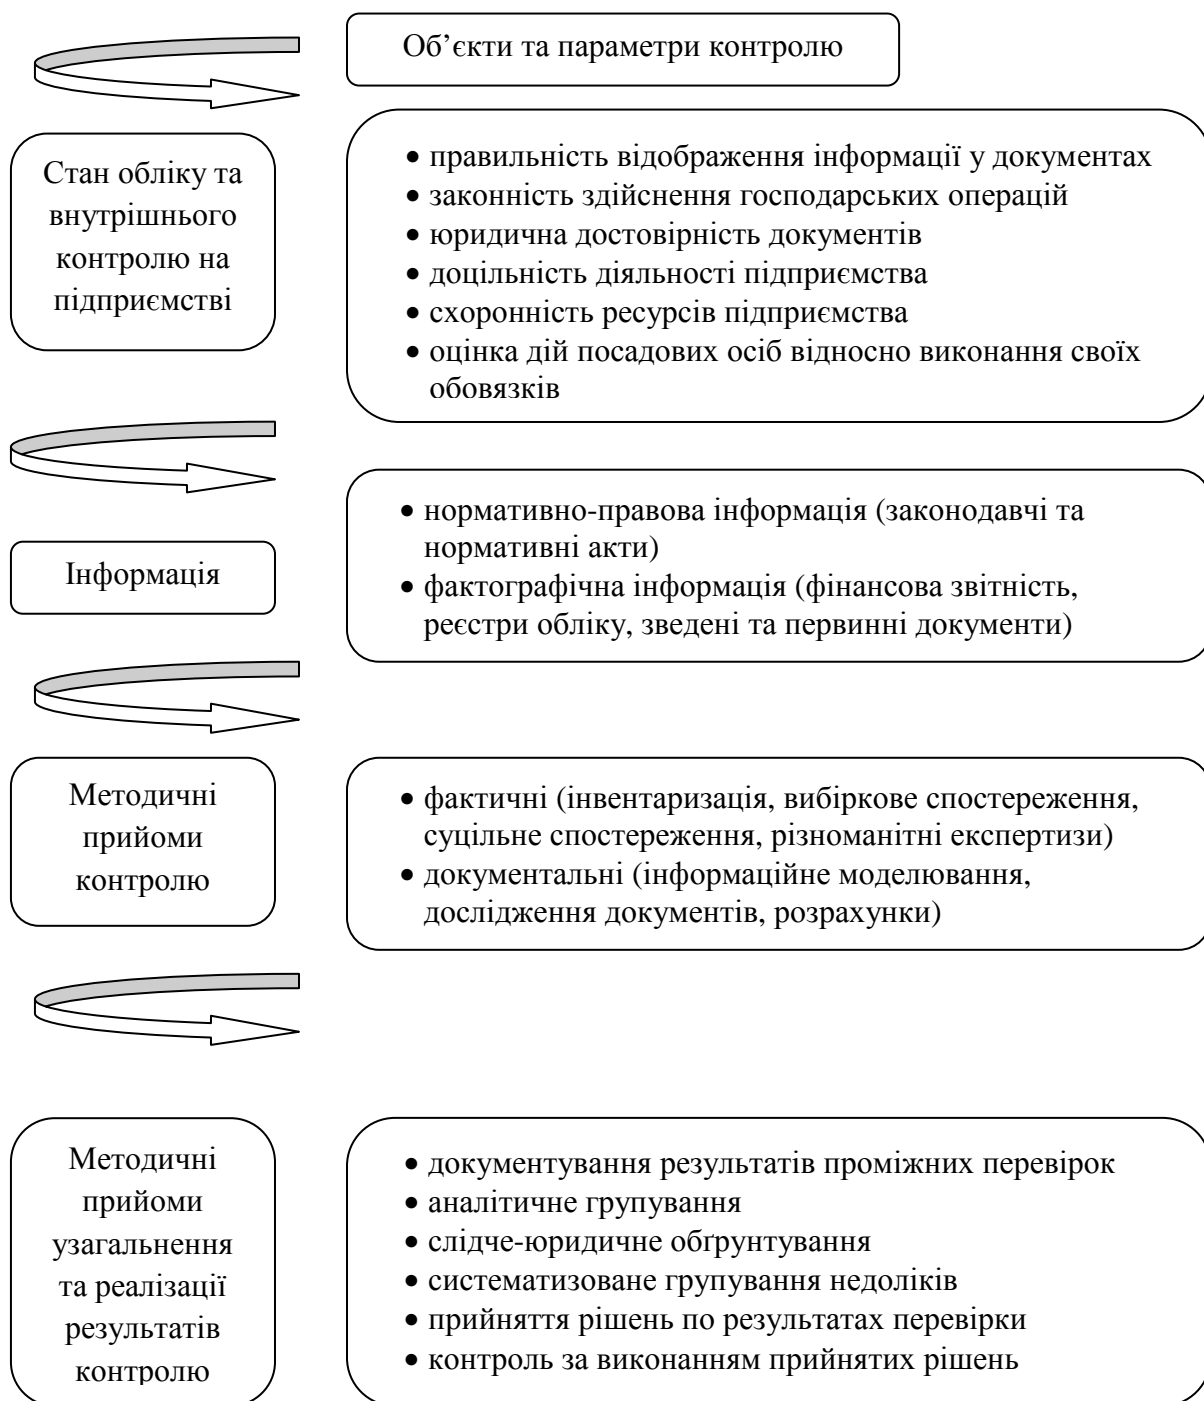 Об’єкти та параметри контролю
Стан обліку та
внутрішнього
контролю на
підприємстві
• правильність відображення інформації у документах
• законність здійснення господарських операцій
• юридична достовірність документів
• доцільність діяльності підприємства
• схоронність ресурсів підприємства
• оцінка дій посадових осіб відносно виконання своїх
обовязків
Інформація
• нормативно-правова інформація (законодавчі та
нормативні акти)
• фактографічна інформація (фінансова звітність,
реєстри обліку, зведені та первинні документи)
Методичні
прийоми
контролю
• фактичні (інвентаризація, вибіркове спостереження,
суцільне спостереження, різноманітні експертизи)
• документальні (інформаційне моделювання,
дослідження документів, розрахунки)
Методичні
прийоми
узагальнення
та реалізації
результатів
контролю
• документування результатів проміжних перевірок
• аналітичне групування
• слідче-юридичне обґрунтування
• систематизоване групування недоліків
• прийняття рішень по результатах перевірки
• контроль за виконанням прийнятих рішень